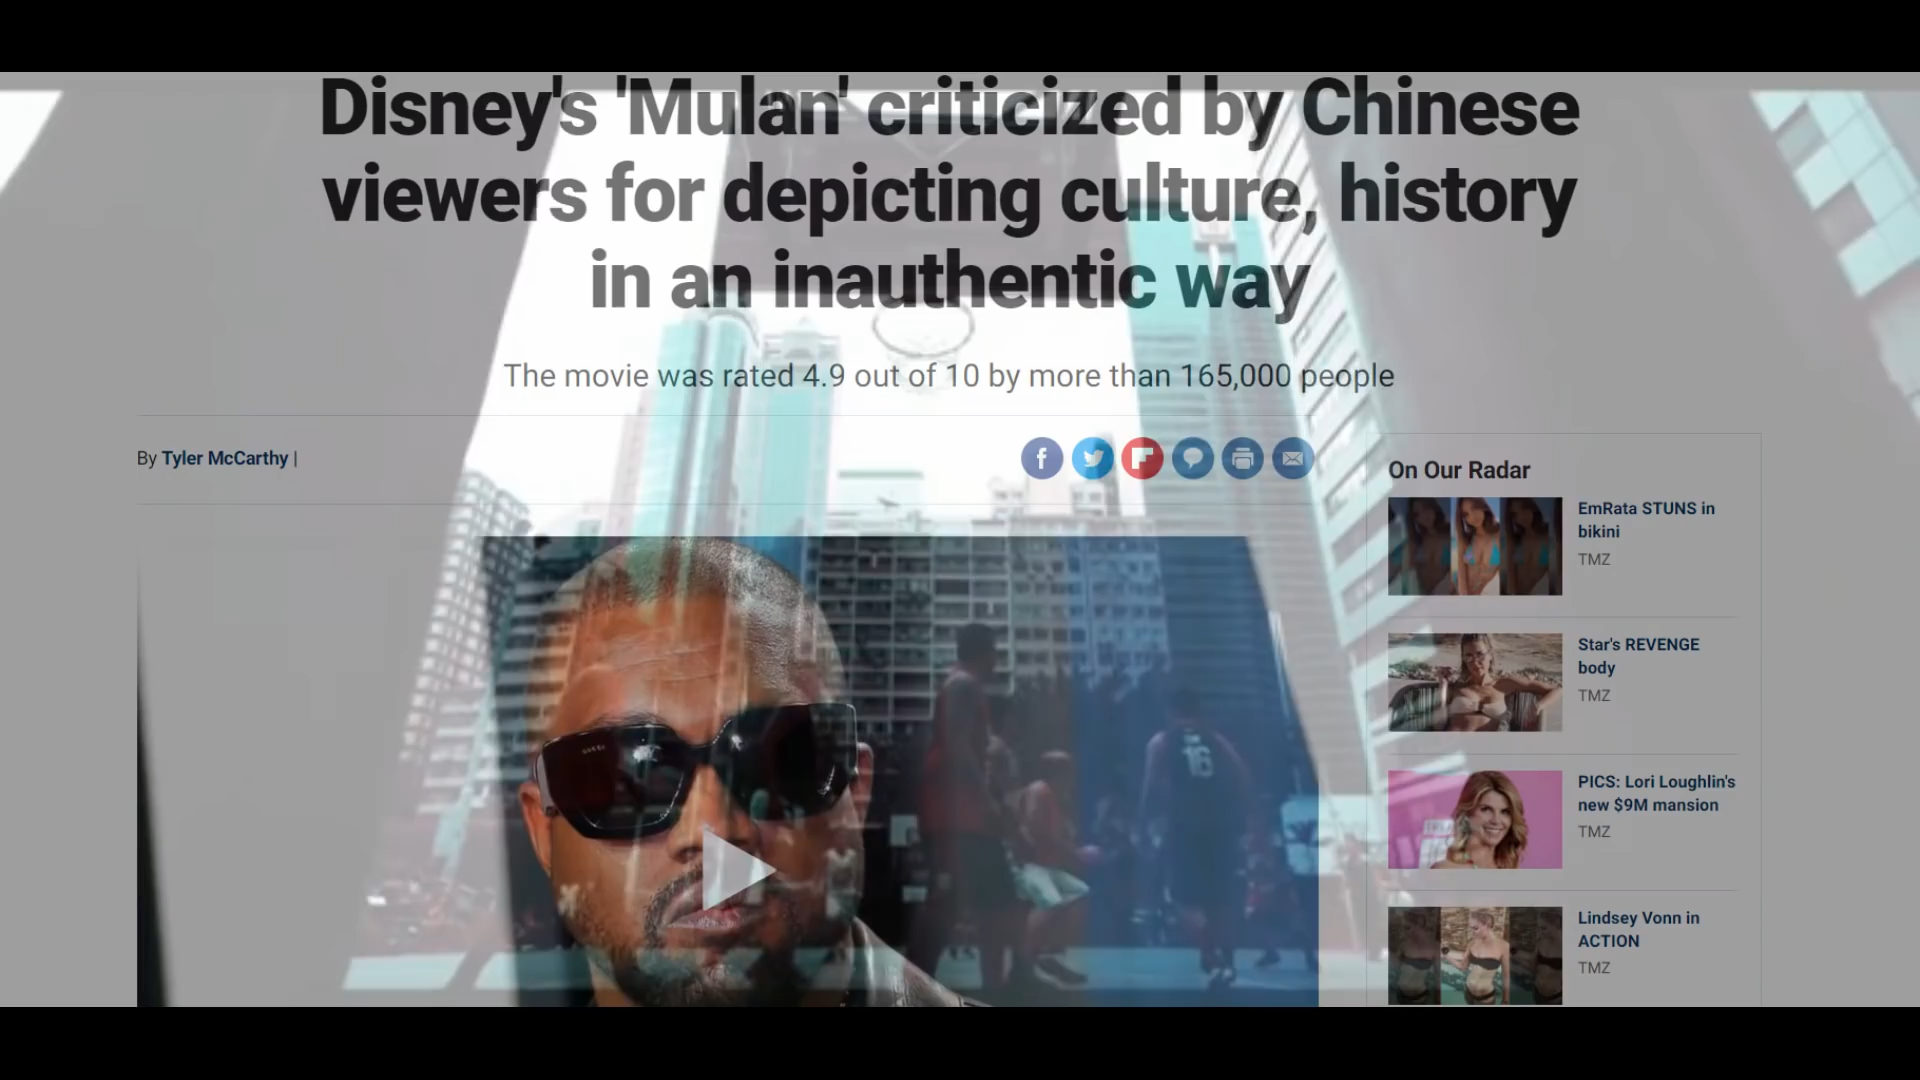 Disney's 'Mulan' criticized by Chinese
viewers for depicting culture, history
in an inauthentic way
The movie was rated 4.9 out of 10 by more than 165,000 people
By Tyler McCarthy |
On Our Radar
EmRata STUNS in
bikini
TMZ
Star's REVENGE
body
TMZ
PICS: Lori Loughlin's
new $9M mansion
TMZ
Lindsey Vonn in
ACTION
TMZ
GUCCI
16